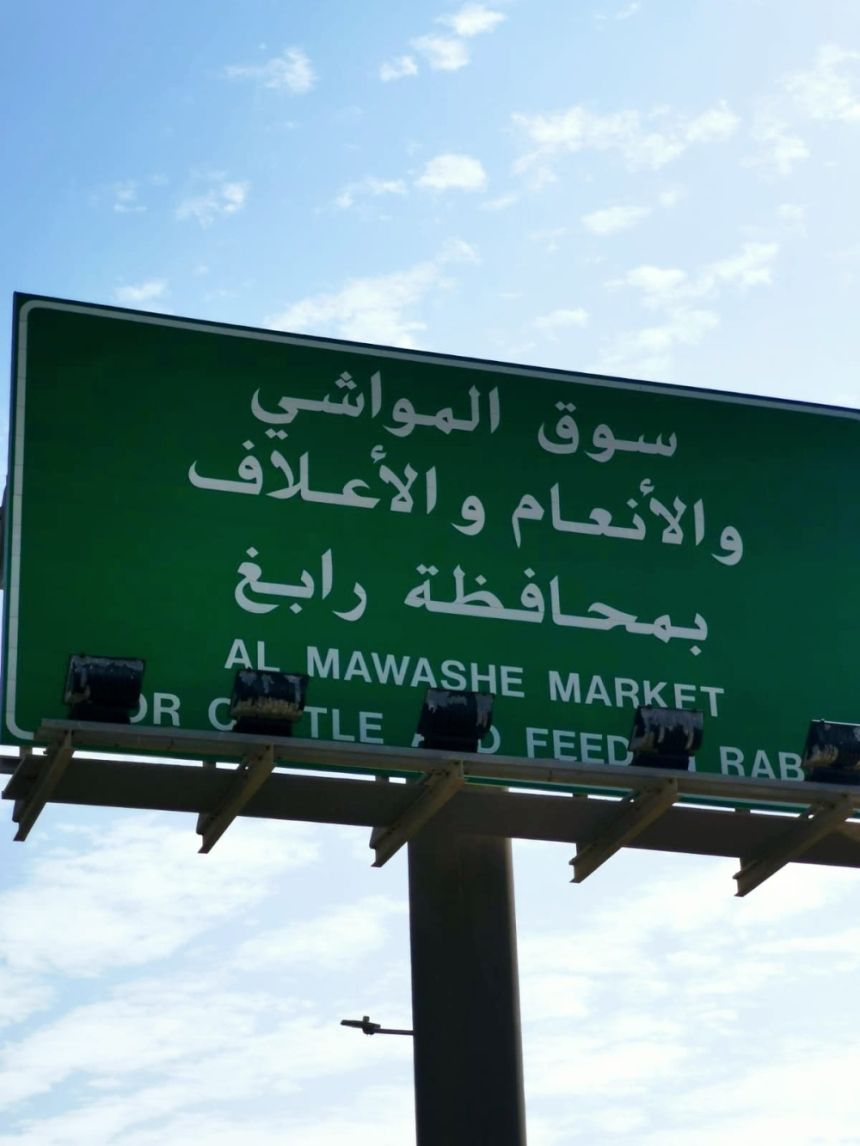 سوق المواشي
والأنعام والأعلاف
بمحافظة رابغ
AL MAWASHE MARKET
FEED